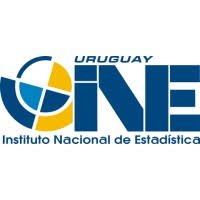 URUGUAY
INE
Instituto Nacional de Estadística